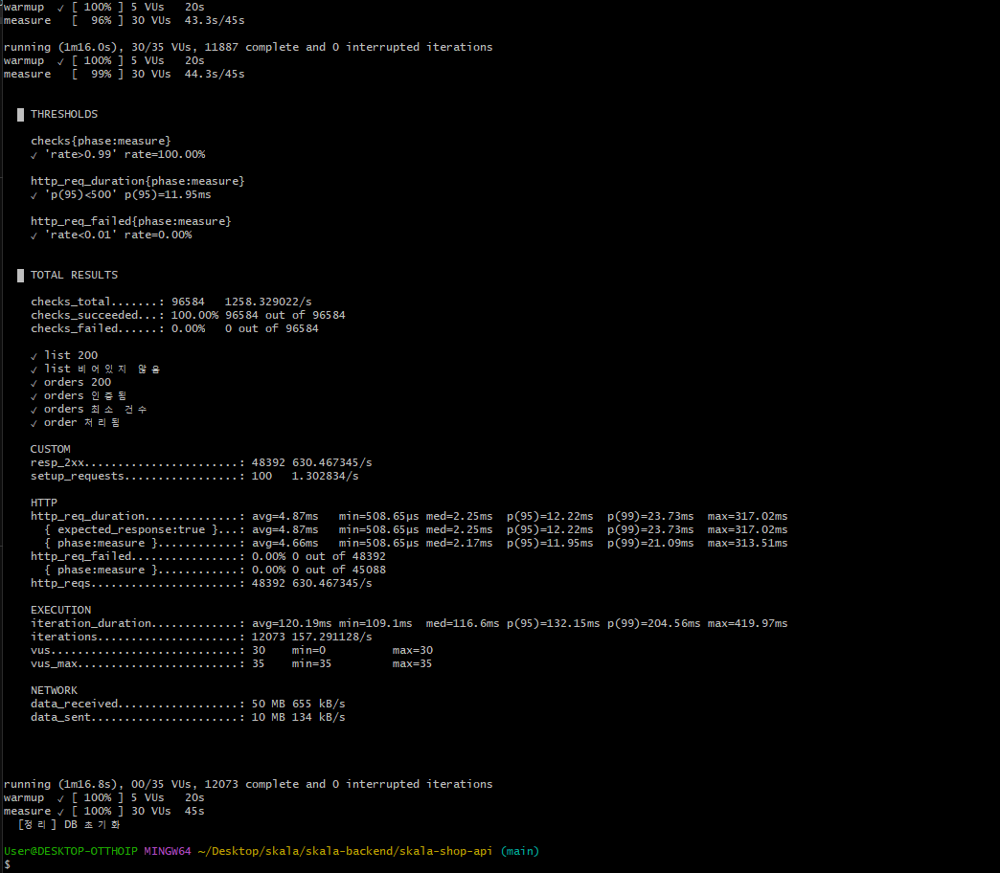 warmup ✓ [ 100% ] 5 VUs 20s
measure [ 96% ] 30 VUs 43.3s/45s
running (1m16.0s), 30/35 VUs, 11887 complete and 0 interrupted iterations
warmup ✓ [ 100% ] 5 VUs 20s
measure [ 99% ] 30 VUs 44.3s/45s
█ THRESHOLDS
checks{phase:measure}
✓ 'rate>0.99' rate=100.00%
http_req_duration{phase:measure}
✓ 'p(95)<500' p(95)=11.95ms
http_req_failed{phase:measure}
✓ 'rate<0.01' rate=0.00%
█ TOTAL RESULTS
checks_total.......: 96584 1258.329022/s
checks_succeeded...: 100.00% 96584 out of 96584
checks_failed......: 0.00% 0 out of 96584
✓ list 200
✓ list 비어있지 않음
✓ orders 200
✓ orders 인증됨
✓ orders 최소 건수
✓ order 처리됨
CUSTOM
resp_2xx.......................: 48392 630.467345/s
setup_requests.................: 100 1.302834/s
HTTP
http_req_duration..............: avg=4.87ms min=508.65µs med=2.25ms p(95)=12.22ms p(99)=23.73ms max=317.02ms
{ expected_response:true }...: avg=4.87ms min=508.65µs med=2.25ms p(95)=12.22ms p(99)=23.73ms max=317.02ms
{ phase:measure }............: avg=4.66ms min=508.65µs med=2.17ms p(95)=11.95ms p(99)=21.09ms max=313.51ms
http_req_failed................: 0.00% 0 out of 48392
{ phase:measure }............: 0.00% 0 out of 45088
http_reqs......................: 48392 630.467345/s
EXECUTION
iteration_duration.............: avg=120.19ms min=109.1ms med=116.6ms p(95)=132.15ms p(99)=204.56ms max=419.97ms
iterations.....................: 12073 157.291128/s
vus............................: 30 min=0 max=30
vus_max........................: 35 min=35 max=35
NETWORK
data_received..................: 50 MB 655 kB/s
data_sent......................: 10 MB 134 kB/s
running (1m16.8s), 00/35 VUs, 12073 complete and 0 interrupted iterations
warmup ✓ [ 100% ] 5 VUs 20s
measure ✓ [ 100% ] 30 VUs 45s
[정리] DB 초기화
User@DESKTOP-OTTHOIP MINGW64 ~/Desktop/skala/skala-backend/skala-shop-api (main)
$